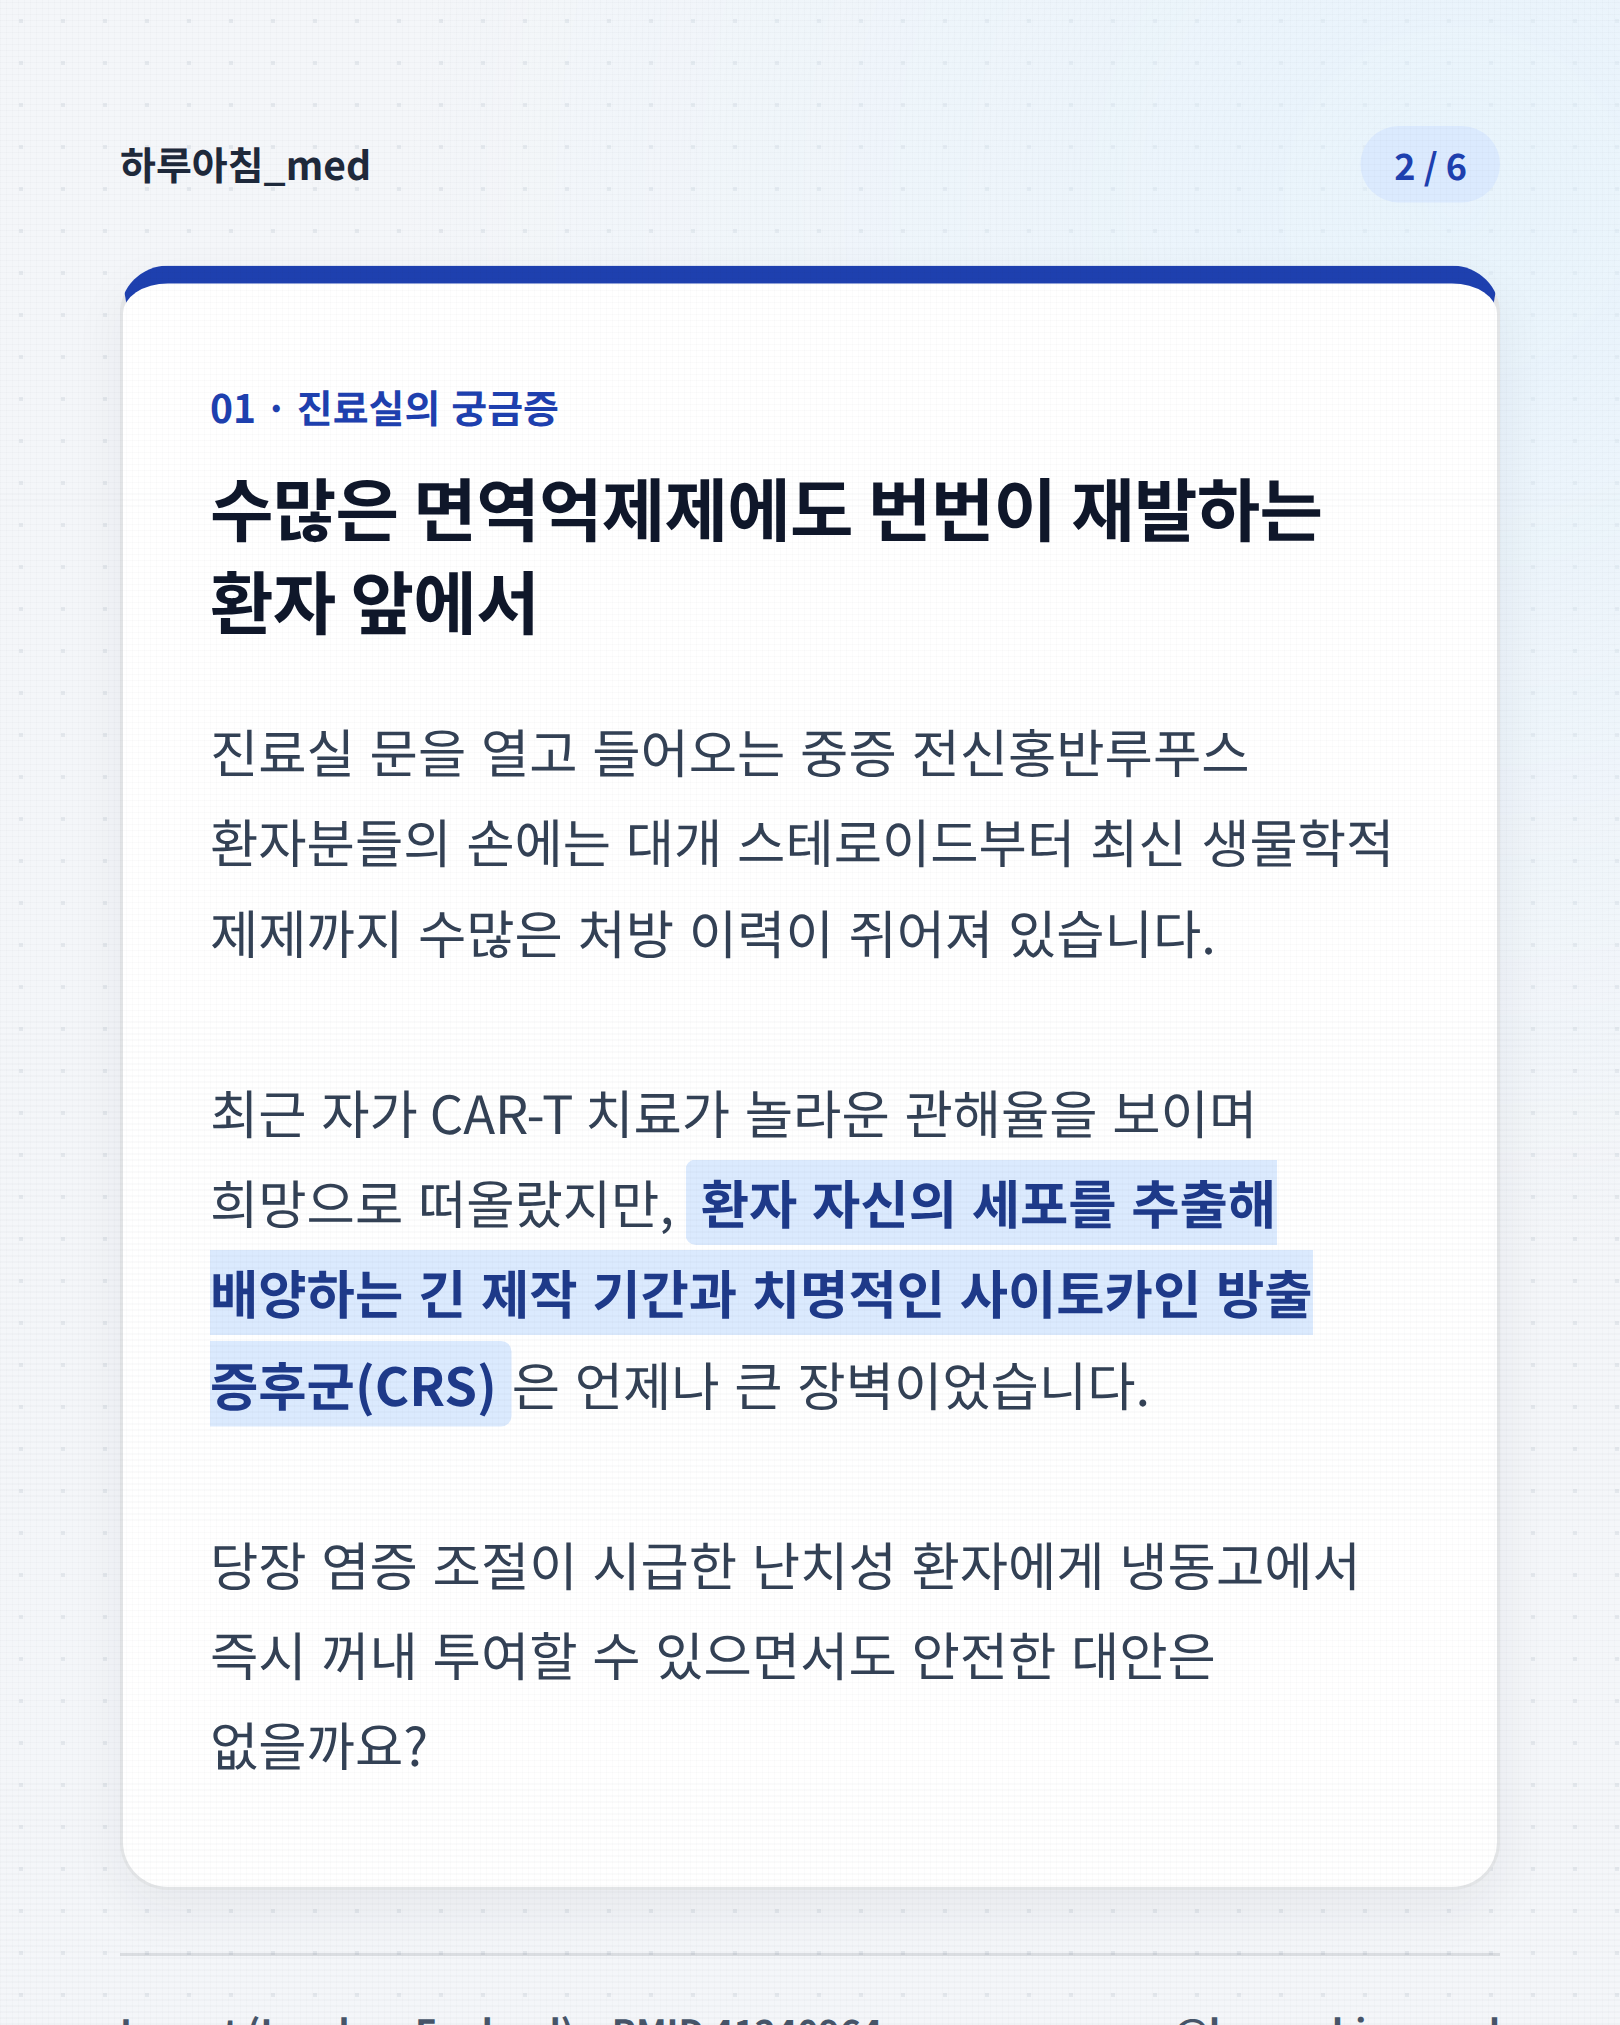 하루아침_med
2 / 6
01 · 진료실의 궁금증
수많은 면역억제제에도 번번이 재발하는
환자 앞에서
진료실 문을 열고 들어오는 중증 전신홍반루푸스
환자분들의 손에는 대개 스테로이드부터 최신 생물학적
제제까지 수많은 처방 이력이 쥐어져 있습니다.
최근 자가 CAR-T 치료가 놀라운 관해율을 보이며
희망으로 떠올랐지만, 환자 자신의 세포를 추출해
배양하는 긴 제작 기간과 치명적인 사이토카인 방출
증후군(CRS) 은 언제나 큰 장벽이었습니다.
당장 염증 조절이 시급한 난치성 환자에게 냉동고에서
즉시 꺼내 투여할 수 있으면서도 안전한 대안은
없을까요?